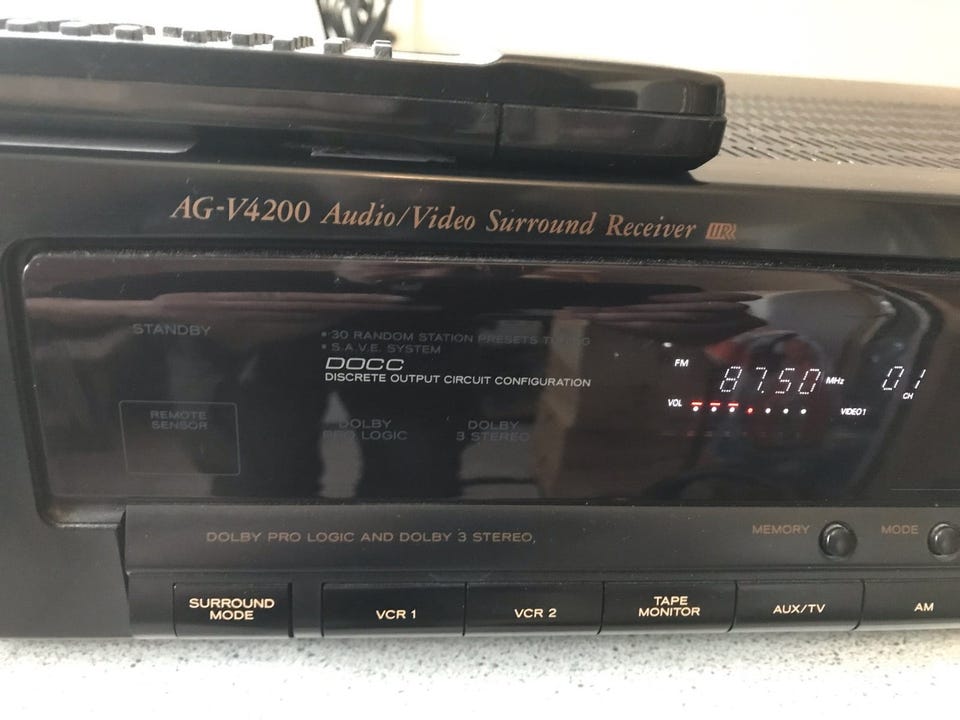 AG-V4200 Audio/Video Surround Receiver
STANDBY
• 30 RANDOM STATION PRESETS TUNING
• S.A.V.E. SYSTEM
DOCC
DISCRETE OUTPUT CIRCUIT CONFIGURATION
FM
87.50 MHz
01
CH
VOL
VIDEO1
REMOTE
SENSOR
DOLBY
PRO LOGIC
DOLBY
3 STEREO
DOLBY PRO LOGIC AND DOLBY 3 STEREO,
MEMORY
MODE
SURROUND
MODE
VCR 1
VCR 2
TAPE
MONITOR
AUX/TV
AM